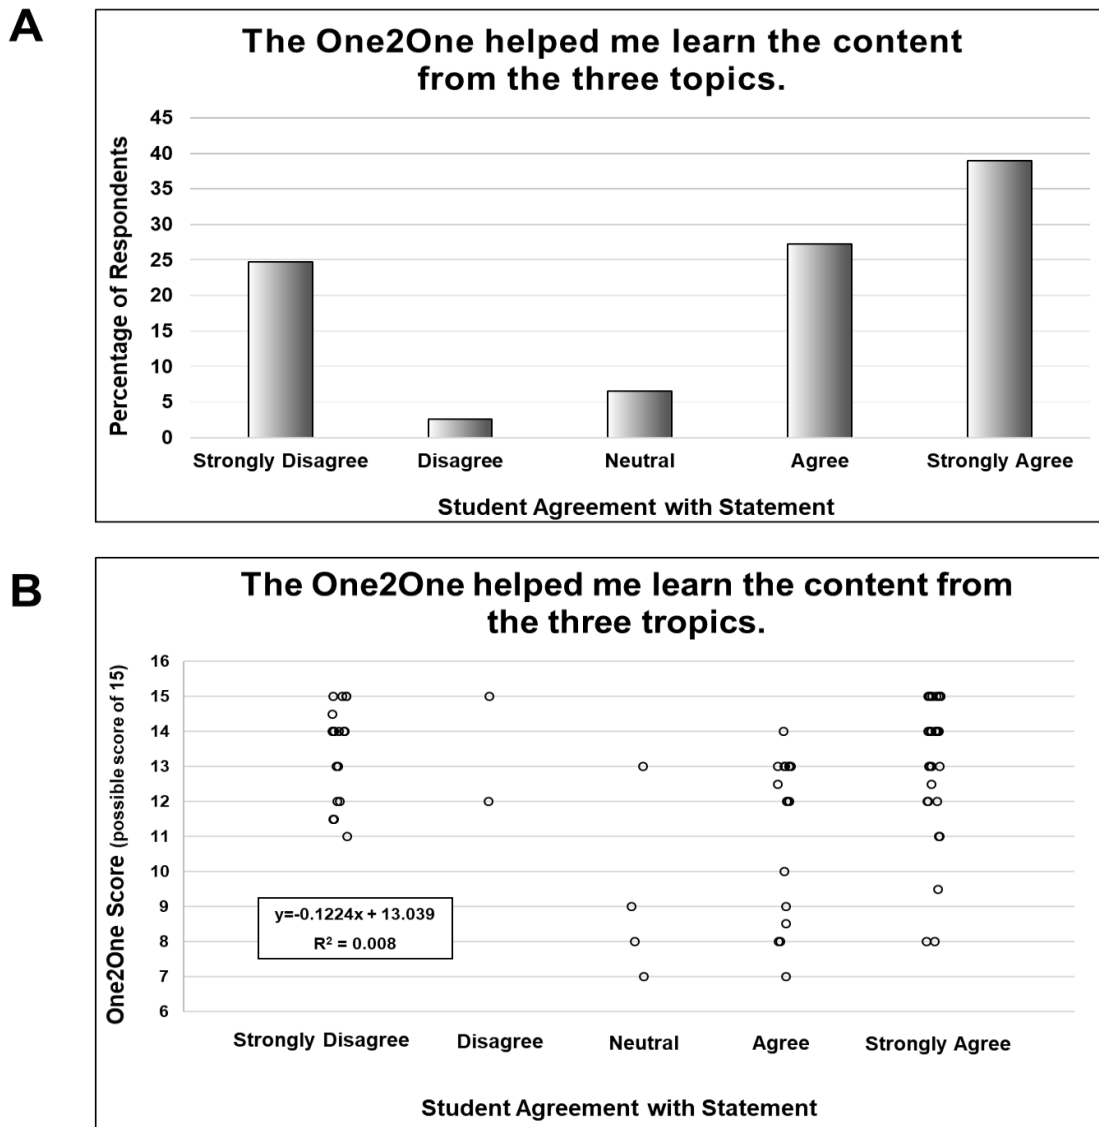 A
The One2One helped me learn the content
from the three topics.
Percentage of Respondents
45
40
35
30
25
20
15
10
5
0
Strongly Disagree Disagree Neutral Agree Strongly Agree
Student Agreement with Statement
B
The One2One helped me learn the content from
the three tropics.
One2One Score (possible score of 15)
16
15
14
13
12
11
10
9
8
7
6
y=-0.1224x + 13.039
R² = 0.008
Strongly Disagree Disagree Neutral Agree Strongly Agree
Student Agreement with Statement